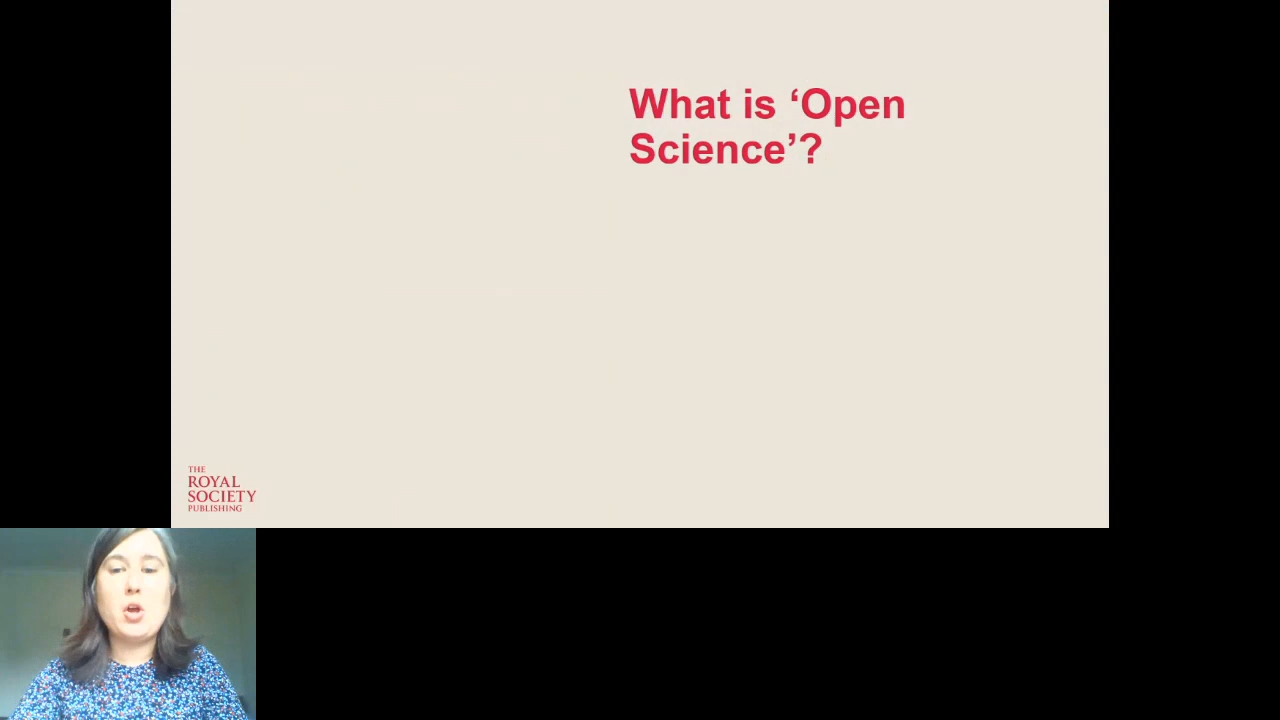 What is ‘Open
Science’?
THE
ROYAL
SOCIETY
PUBLISHING